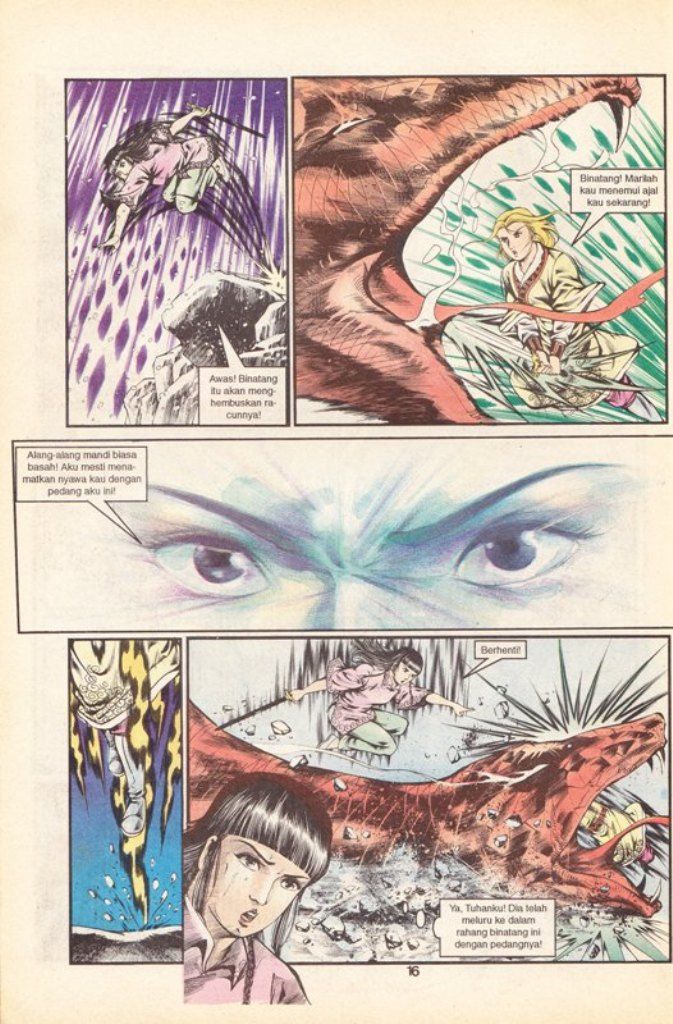 Awas! Binatang
itu akan meng-
hembuskan ra-
cunnya!
Binatang! Marilah
kau menemui ajal
kau sekarang!
Alang-alang mandi biasa
basah! Aku mesti mena-
matkan nyawa kau dengan
pedang aku ini!
Berhenti!
Ya, Tuhanku! Dia telah
meluru ke dalam
rahang binatang ini
dengan pedangnya!
16